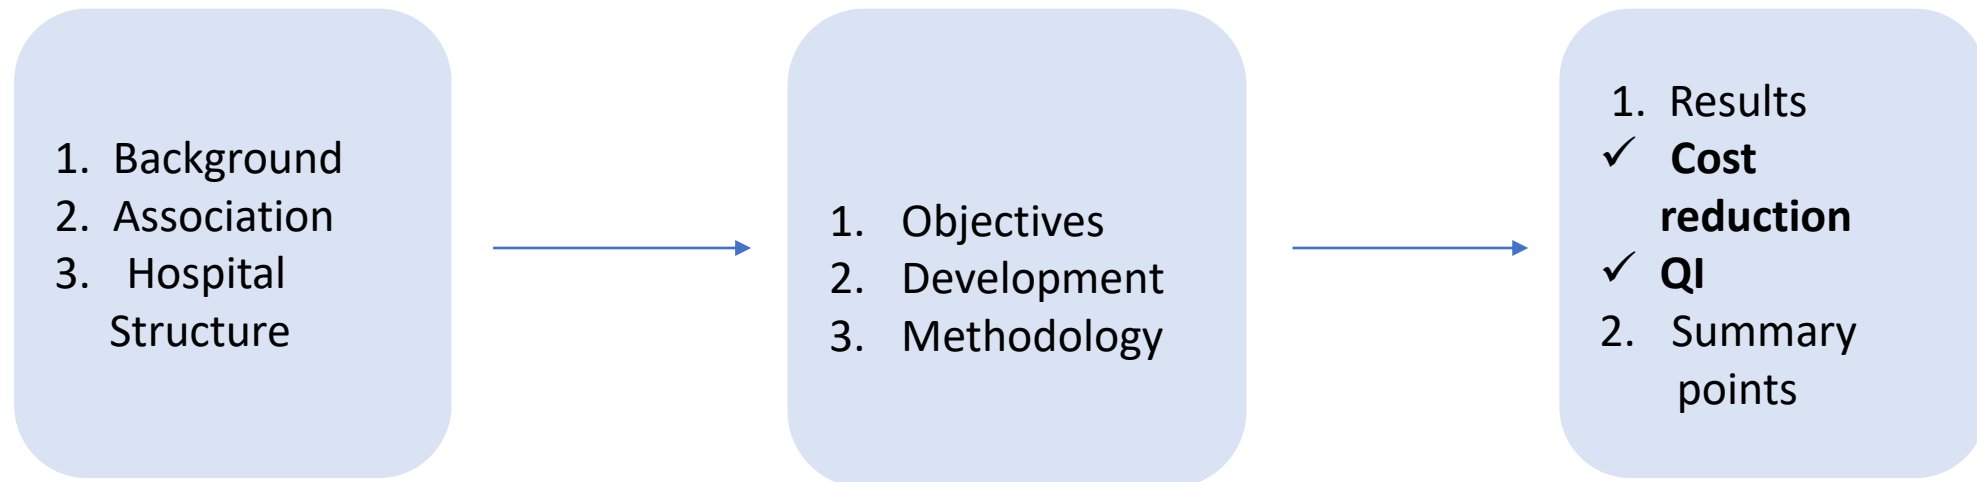 1. Background
2. Association
3. Hospital
Structure
1. Objectives
2. Development
3. Methodology
1. Results
✓ Cost
reduction
✓ QI
2. Summary
points